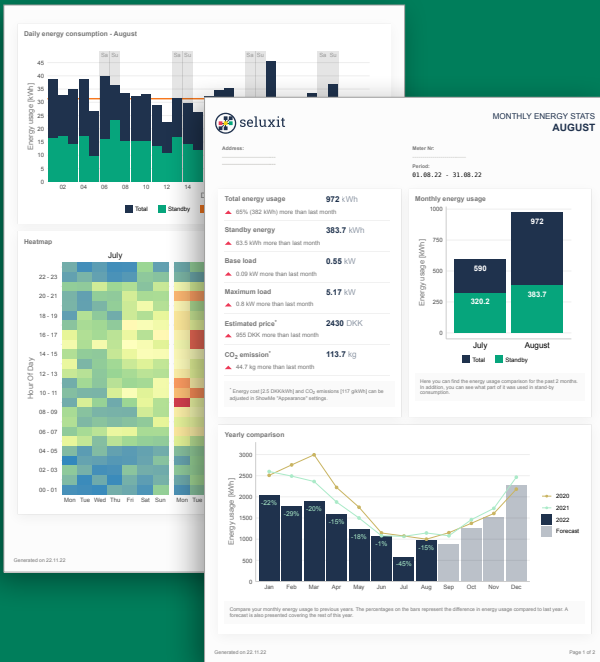 Daily energy consumption - August
Sa Su
Sa Su
Sa Su
Sa Su
Energy usage [kWh]
45
40
35
30
25
20
15
10
5
0
02 04 06 08 10 12 14
Total Standby
Heatmap
July
Hour Of Day
22 - 23
20 - 21
18 - 19
16 - 17
14 - 15
12 - 13
10 - 11
08 - 09
06 - 07
04 - 05
02 - 03
00 - 01
Mon Tue Wed Thu Fri Sat Sun Mon Tue
Generated on 22.11.22
seluxit
MONTHLY ENERGY STATS
AUGUST
Address:
Meter Nr:
Period:
01.08.22 - 31.08.22
Total energy usage 972 kWh
65% (382 kWh) more than last month
Standby energy 383.7 kWh
63.5 kWh more than last month
Base load 0.55 kW
0.09 kW more than last month
Maximum load 5.17 kW
0.8 kW more than last month
Estimated price* 2430 DKK
955 DKK more than last month
CO2 emission* 113.7 kg
44.7 kg more than last month
* Energy cost [2.5 DKK/kWh] and CO2 emissions [117 g/kWh] can be
adjusted in ShowMe "Appearance" settings.
Monthly energy usage
Energy usage [kWh]
1000
750
500
250
0
590
320.2
972
383.7
July August
Total Standby
Here you can find the energy usage comparison for the past 2 months.
In addition, you can see what part of it was used in stand-by
consumption.
Yearly comparison
Energy usage [kWh]
3000
2500
2000
1500
1000
500
0
-22% -29% -20% -15% -18% -1% -45% -15%
Jan Feb Mar Apr May Jun Jul Aug Sep Oct Nov Dec
2020
2021
2022
Forecast
Compare your monthly energy usage to previous years. The percentages on the bars represent the difference in energy usage compared to last year. A
forecast is also presented covering the rest of this year.
Generated on 22.11.22
Page 1 of 2